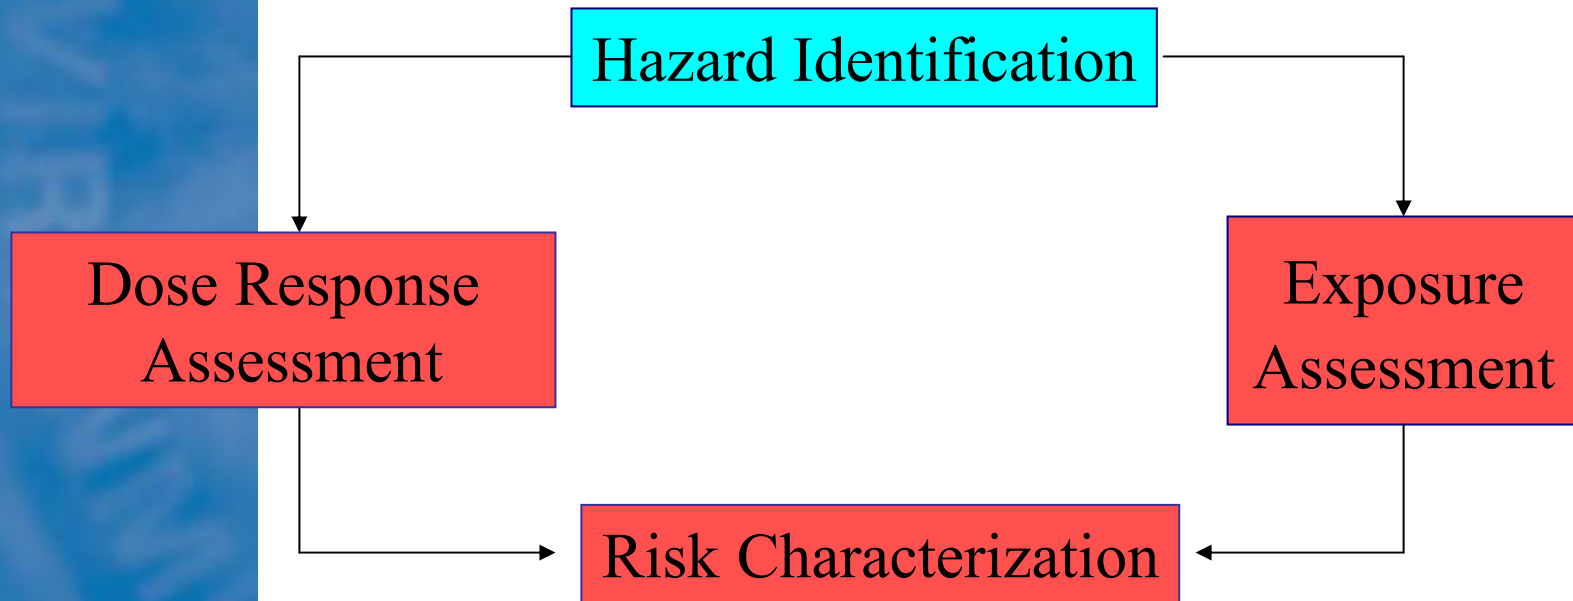 Hazard Identification
Dose Response
Assessment
Exposure
Assessment
Risk Characterization